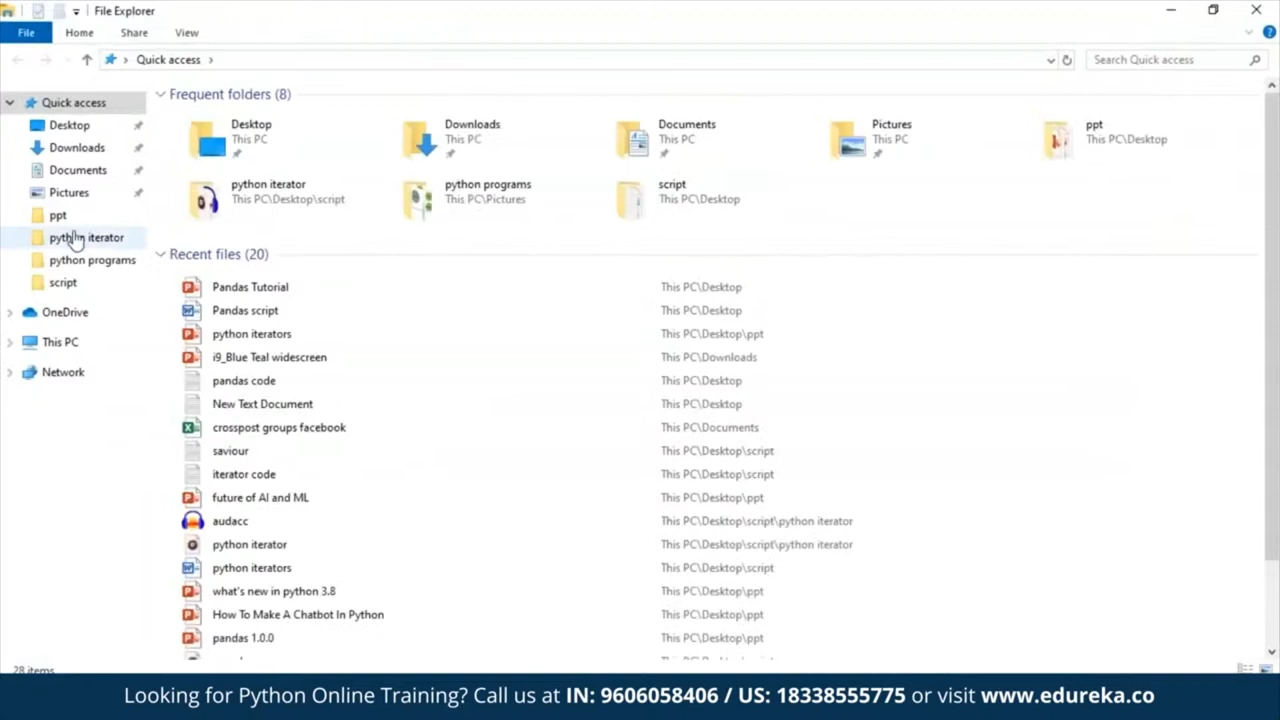 File Explorer
File Home Share View
Quick access
Search Quick access
Quick access
Desktop
Downloads
Documents
Pictures
ppt
python iterator
python programs
script
OneDrive
This PC
Network
Frequent folders (8)
Desktop
This PC
Downloads
This PC
Documents
This PC
Pictures
This PC
ppt
This PC\Desktop
python iterator
This PC\Desktop\script
python programs
This PC\Pictures
script
This PC\Desktop
Recent files (20)
Pandas Tutorial This PC\Desktop
Pandas script This PC\Desktop
python iterators This PC\Desktop\ppt
i9_Blue Teal widescreen This PC\Downloads
pandas code This PC\Desktop
New Text Document This PC\Desktop
crosspost groups facebook This PC\Documents
saviour This PC\Desktop\script
iterator code This PC\Desktop\script
future of AI and ML This PC\Desktop\ppt
audacc This PC\Desktop\script\python iterator
python iterator This PC\Desktop\script\python iterator
python iterators This PC\Desktop\script
what's new in python 3.8 This PC\Desktop\ppt
How To Make A Chatbot In Python This PC\Desktop\ppt
pandas 1.0.0 This PC\Desktop\ppt
28 items
Looking for Python Online Training? Call us at IN: 9606058406 / US: 18338555775 or visit www.edureka.co